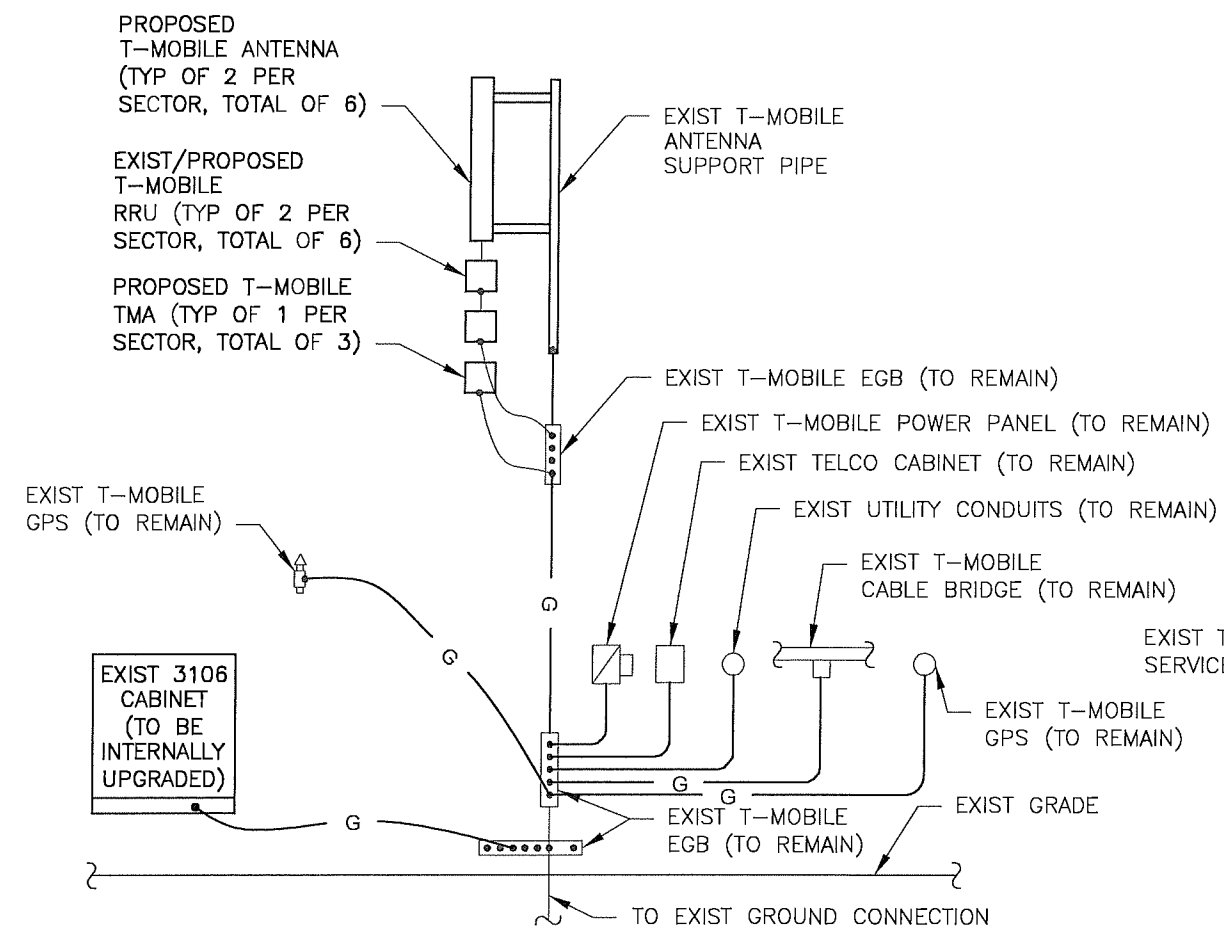 PROPOSED
T-MOBILE ANTENNA
(TYP OF 2 PER
SECTOR, TOTAL OF 6)
EXIST T-MOBILE
ANTENNA
SUPPORT PIPE
EXIST/PROPOSED
T-MOBILE
RRU (TYP OF 2 PER
SECTOR, TOTAL OF 6)
PROPOSED T-MOBILE
TMA (TYP OF 1 PER
SECTOR, TOTAL OF 3)
EXIST T-MOBILE EGB (TO REMAIN)
EXIST T-MOBILE POWER PANEL (TO REMAIN)
EXIST TELCO CABINET (TO REMAIN)
EXIST T-MOBILE
GPS (TO REMAIN)
EXIST UTILITY CONDUITS (TO REMAIN)
EXIST T-MOBILE
CABLE BRIDGE (TO REMAIN)
G
G
EXIST T
SERVICE
EXIST 3106
CABINET
(TO BE
INTERNALLY
UPGRADED)
EXIST T-MOBILE
GPS (TO REMAIN)
G
G
G
EXIST T-MOBILE
EGB (TO REMAIN)
EXIST GRADE
TO EXIST GROUND CONNECTION